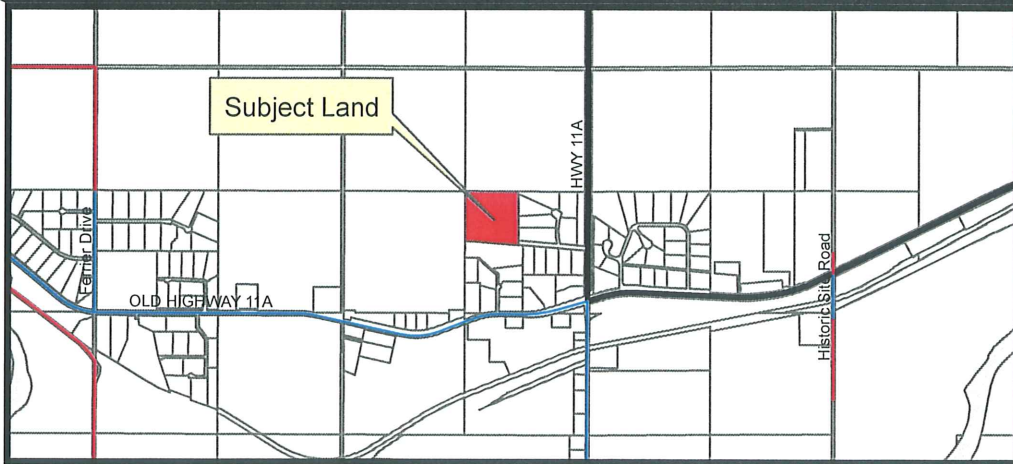 Subject Land
HWY 11A
Ferrier Drive
OLD HIGHWAY 11A
Historic Site Road